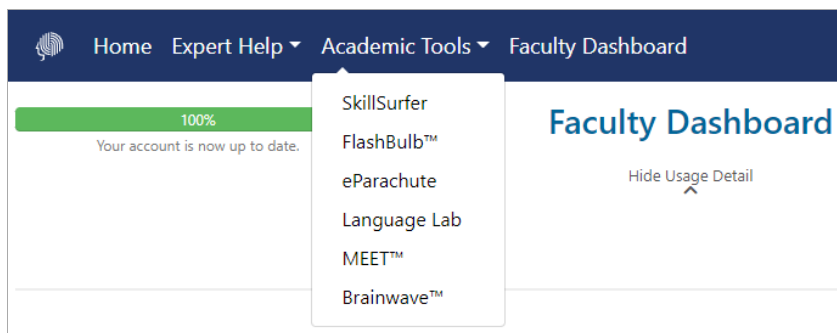 Home Expert Help Academic Tools Faculty Dashboard
SkillSurfer
FlashBulb™
eParachute
Language Lab
MEET™
Brainwave™
100%
Your account is now up to date.
Faculty Dashboard
Hide Usage Detail